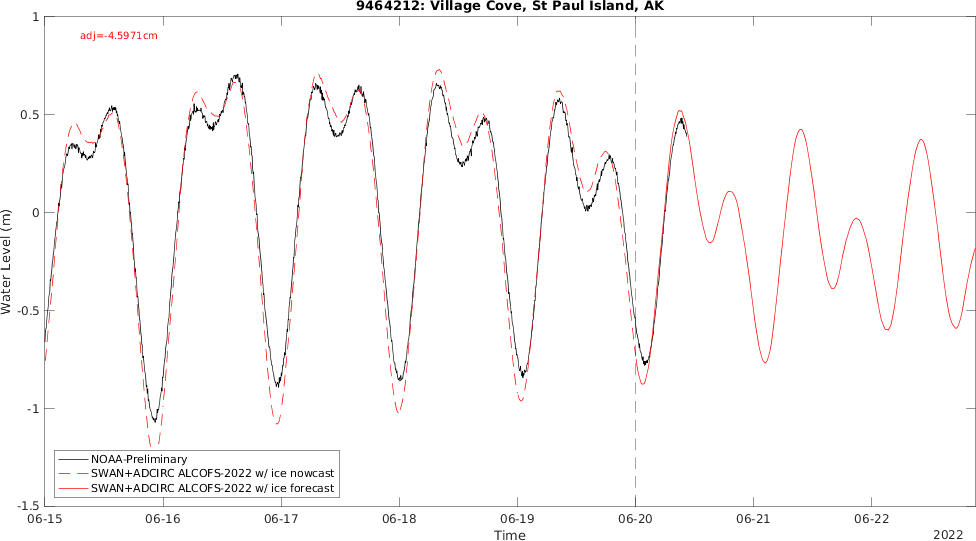 9464212: Village Cove, St Paul Island, AK
adj=-4.5971cm
1
0.5
0
-0.5
-1
-1.5
Water Level (m)
NOAA-Preliminary
SWAN+ADCIRC ALCOFS-2022 w/ ice nowcast
SWAN+ADCIRC ALCOFS-2022 w/ ice forecast
06-15 06-16 06-17 06-18 06-19 06-20 06-21 06-22
Time
2022